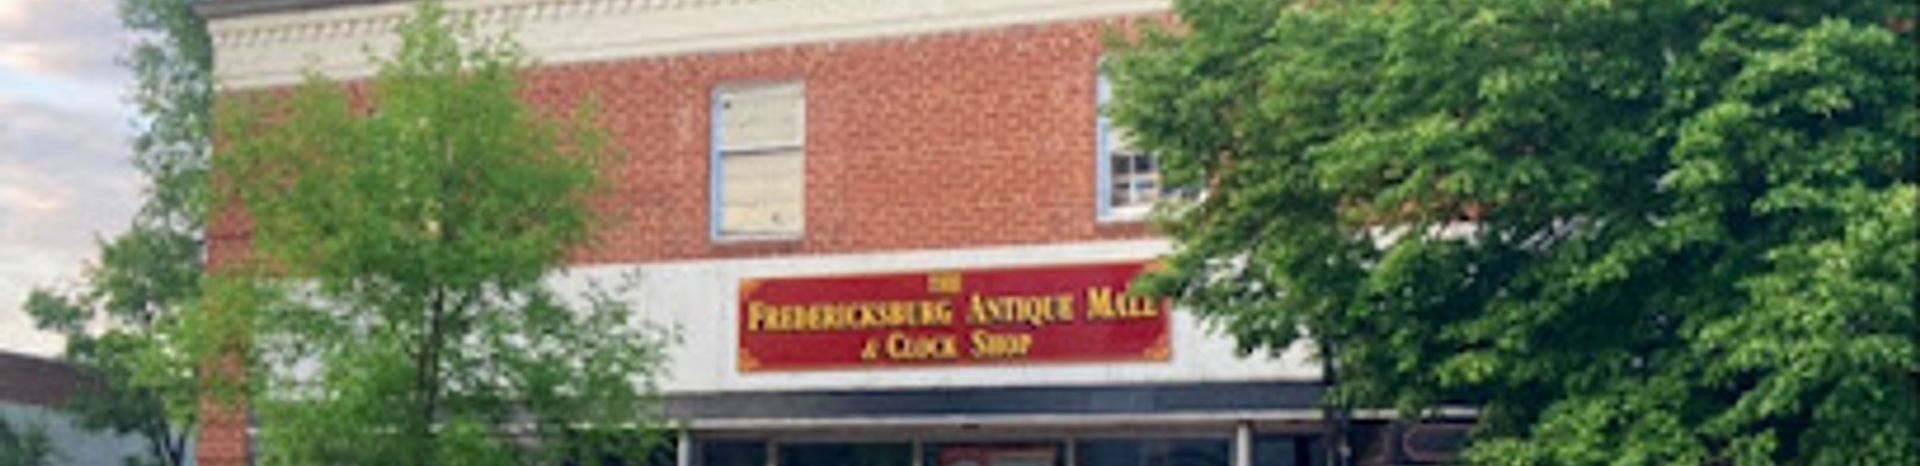 THE
FREDERICKSBURG ANTIQUE MALL
& CLOCK SHOP